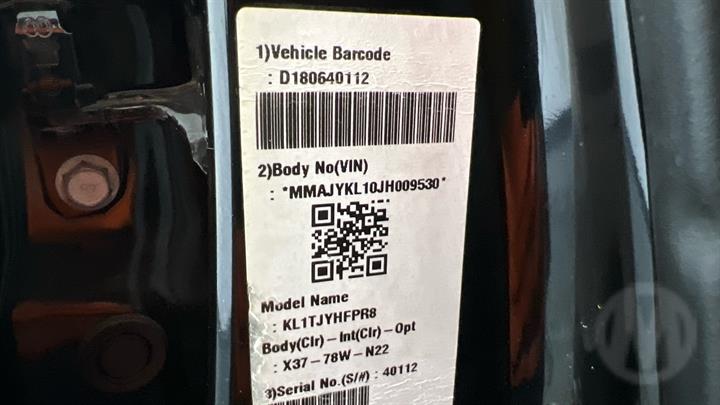 1)Vehicle Barcode
: D180640112
2)Body No(VIN)
: *MMAJYKL10JH009530*
Model Name
: KL1TJYHFPR8
Body(Clr)-Int(Clr)-Opt
: X37-78W-N22
3)Serial No.(S/#) : 40112
M